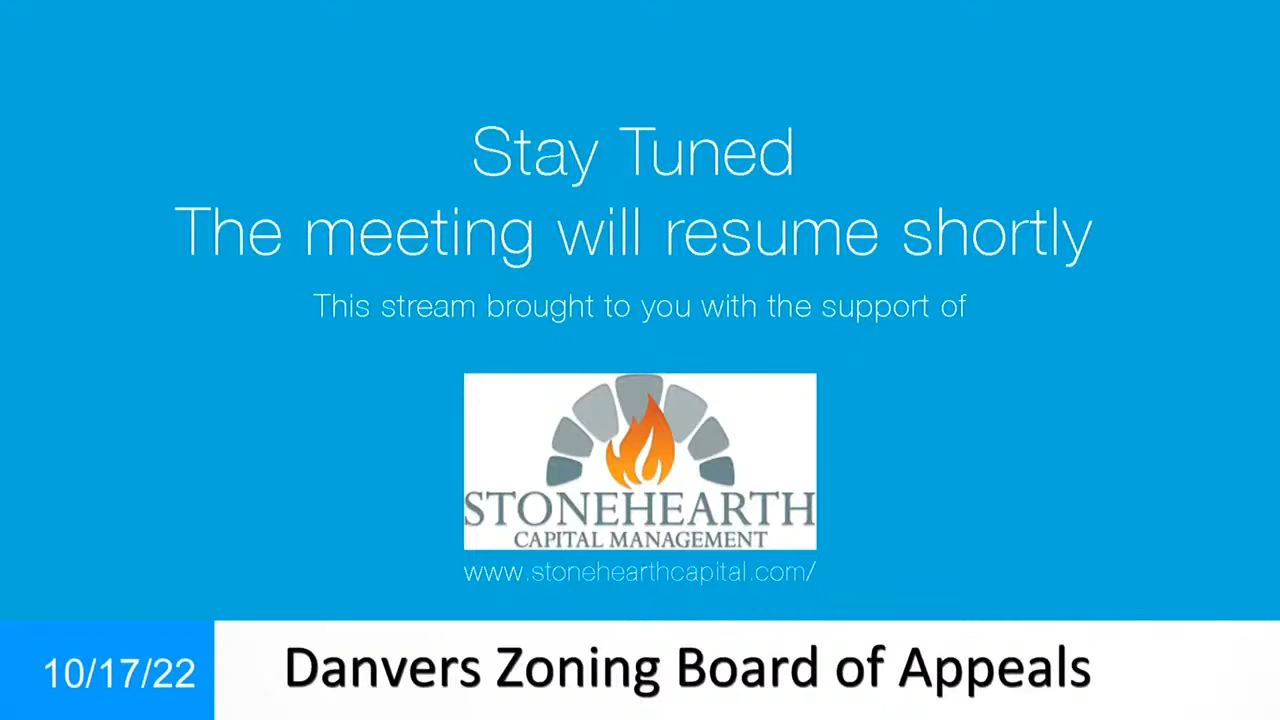 Stay Tuned
The meeting will resume shortly
This stream brought to you with the support of
STONEHEARTH
CAPITAL MANAGEMENT
www.stonehearthcapital.com/
10/17/22
Danvers Zoning Board of Appeals